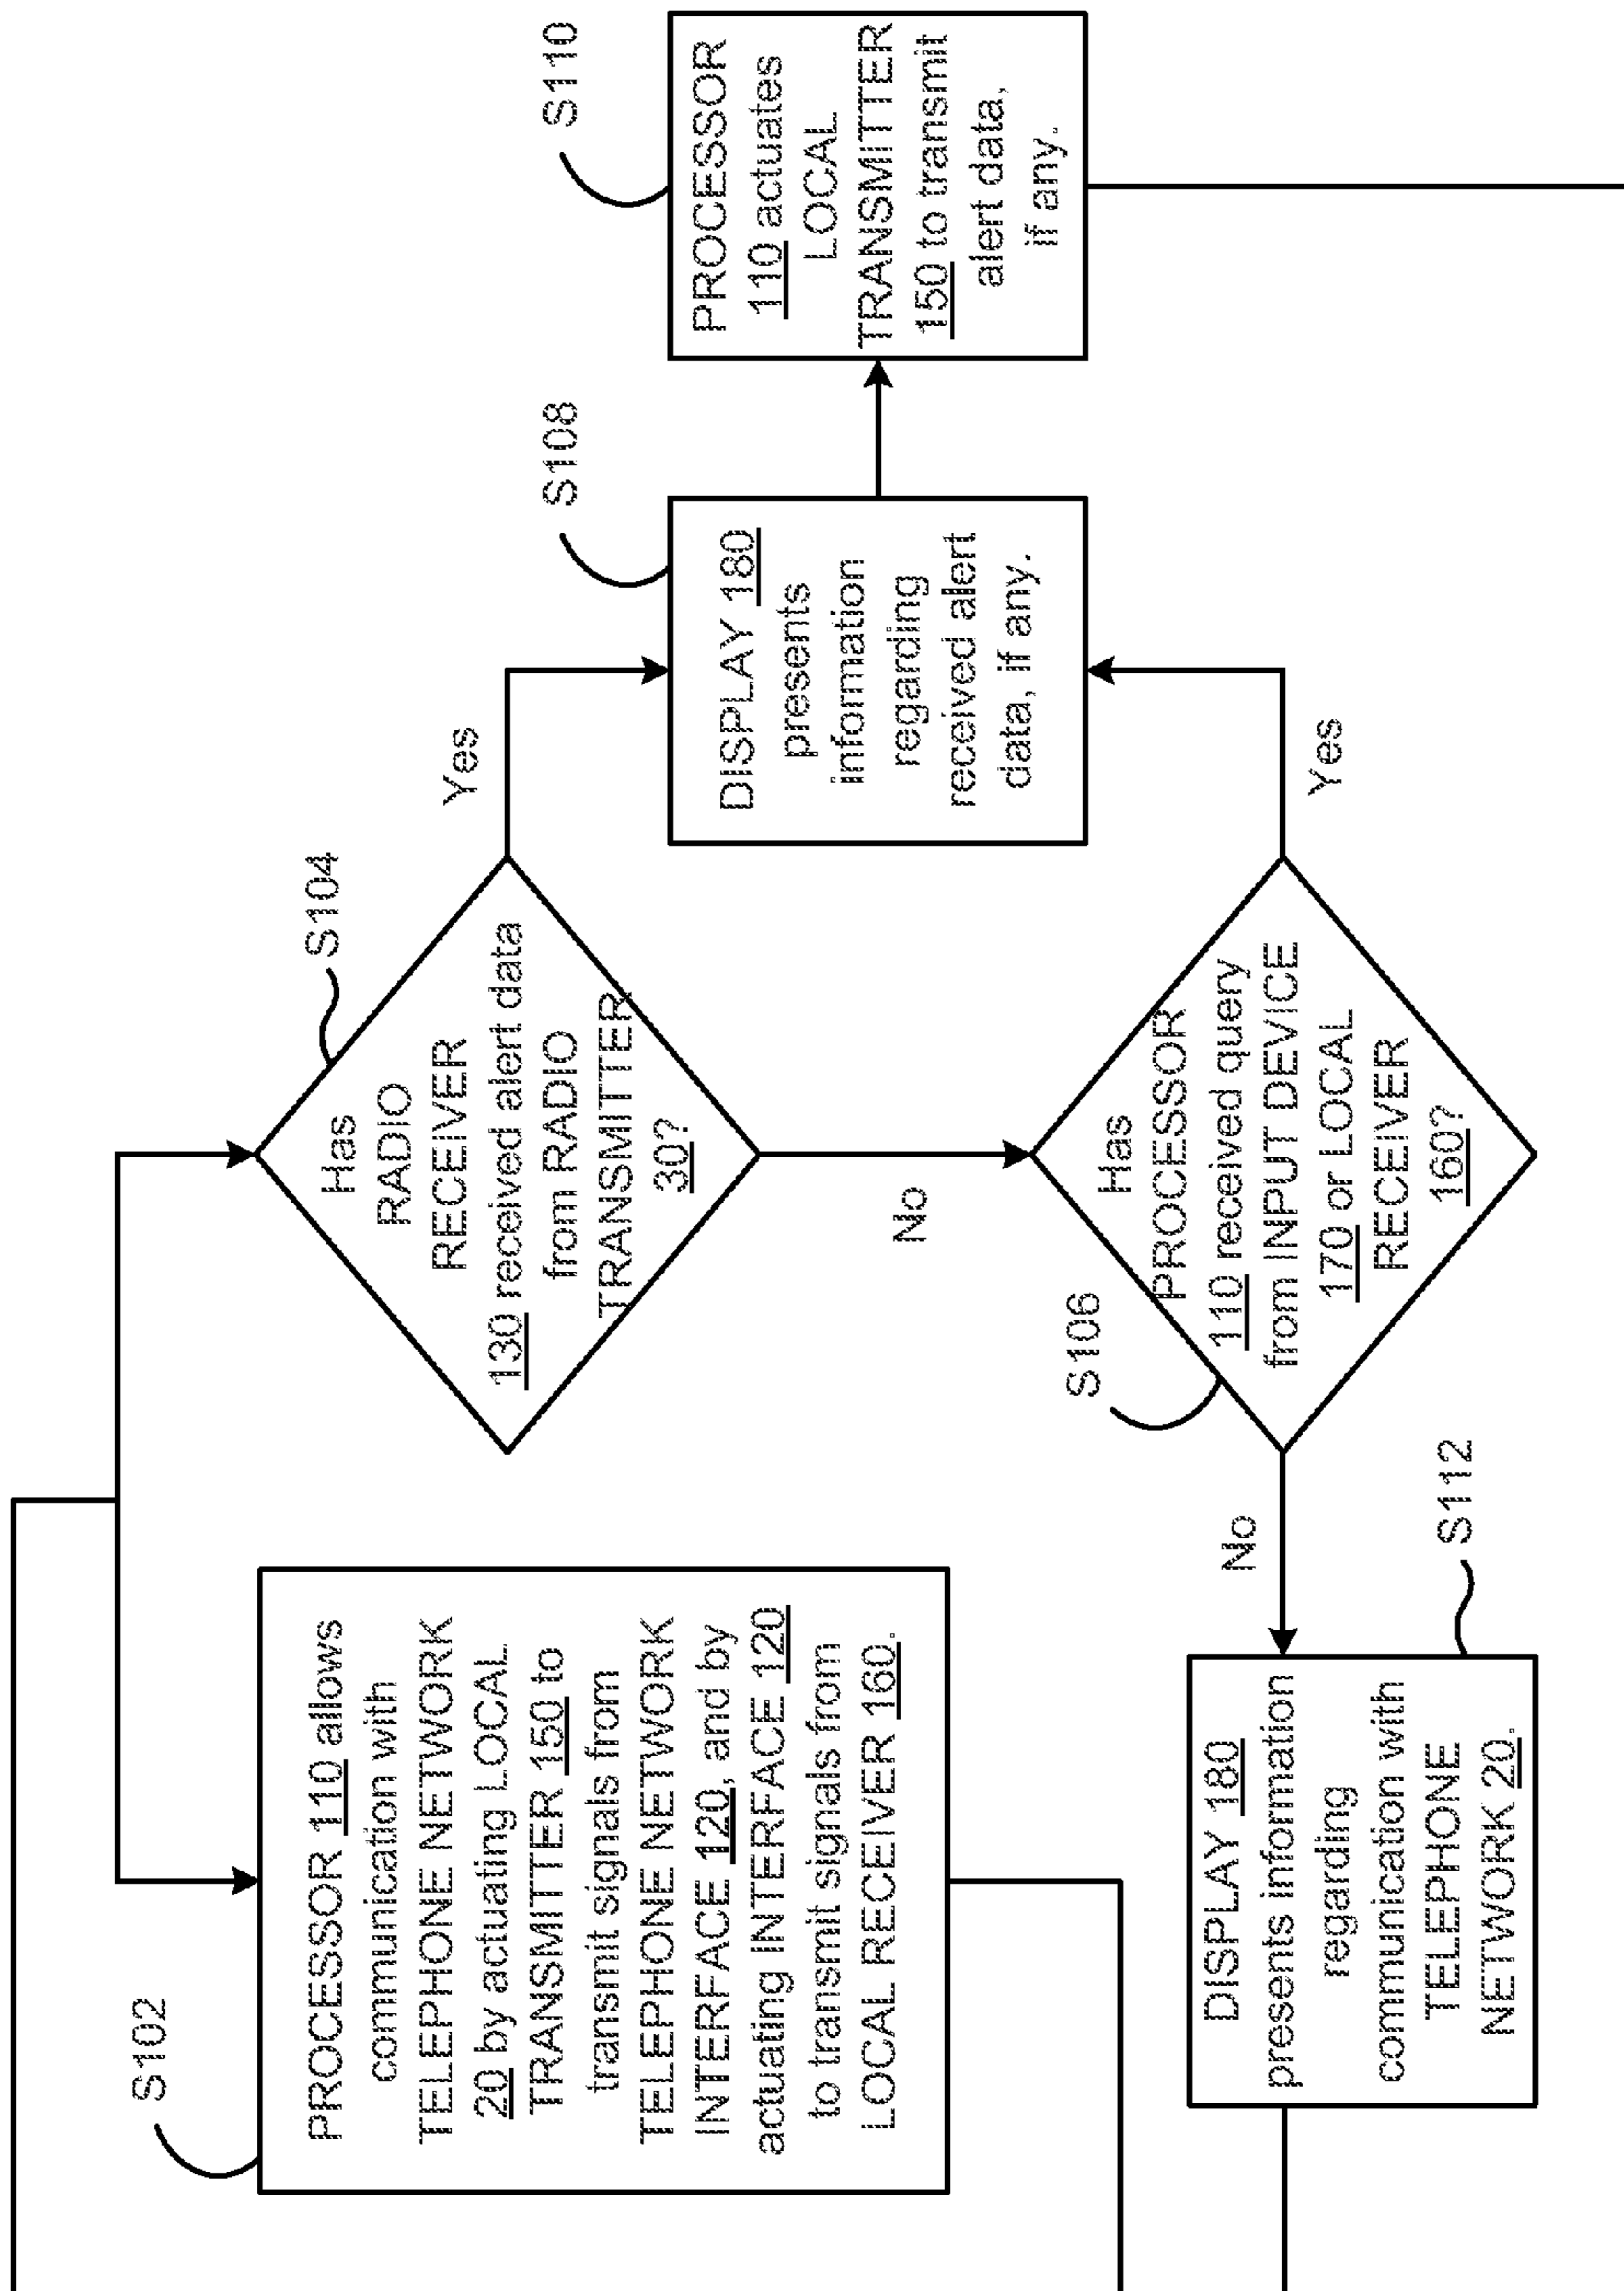 S102
PROCESSOR 110 allows
communication with
TELEPHONE NETWORK
20 by actuating LOCAL
TRANSMITTER 150 to
transmit signals from
TELEPHONE NETWORK
INTERFACE 120, and by
actuating INTERFACE 120
to transmit signals from
LOCAL RECEIVER 160.
S104
Has
RADIO
RECEIVER
130 received alert data
from RADIO
TRANSMITTER
30?
Yes
No
S106
Has
PROCESSOR
110 received query
from INPUT DEVICE
170 or LOCAL
RECEIVER
160?
Yes
No
S108
DISPLAY 180
presents
information
regarding
received alert
data, if any.
S110
PROCESSOR
110 actuates
LOCAL
TRANSMITTER
150 to transmit
alert data,
if any.
S112
DISPLAY 180
presents information
regarding
communication with
TELEPHONE
NETWORK 20.